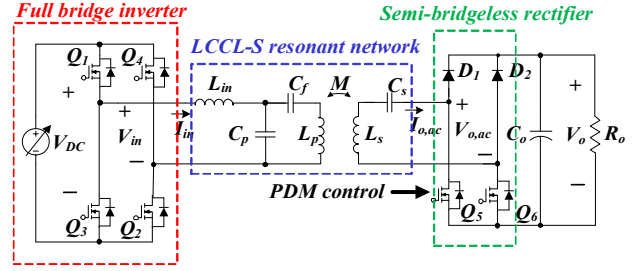 Full bridge inverter
Semi-bridgeless rectifier
LCCL-S resonant network
Q1
Q4
Lin
Cf
M
Cs
D1
D2
VDC
Vin
Iin
Cp
Lp
Ls
Io,ac
Vo,ac
Co
Vo
Ro
PDM control
Q3
Q2
Q5
Q6